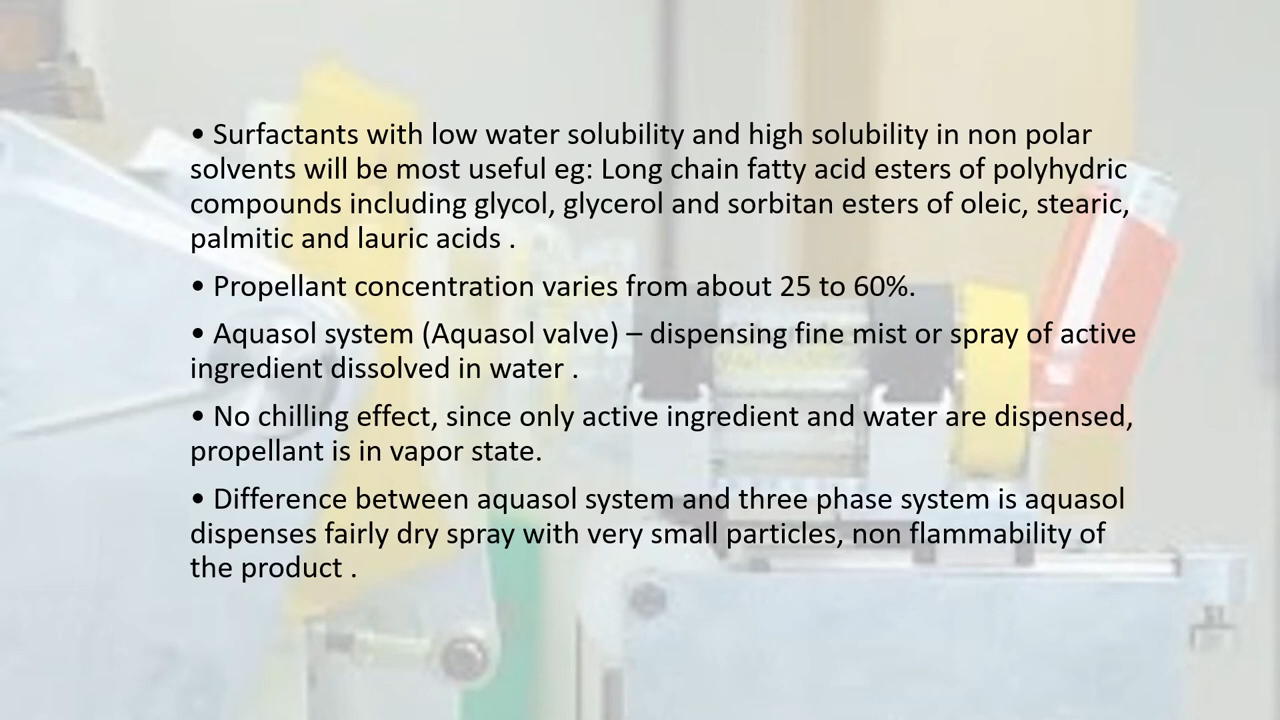 • Surfactants with low water solubility and high solubility in non polar
solvents will be most useful eg: Long chain fatty acid esters of polyhydric
compounds including glycol, glycerol and sorbitan esters of oleic, stearic,
palmitic and lauric acids .
• Propellant concentration varies from about 25 to 60%.
• Aquasol system (Aquasol valve) – dispensing fine mist or spray of active
ingredient dissolved in water .
• No chilling effect, since only active ingredient and water are dispensed,
propellant is in vapor state.
• Difference between aquasol system and three phase system is aquasol
dispenses fairly dry spray with very small particles, non flammability of
the product .